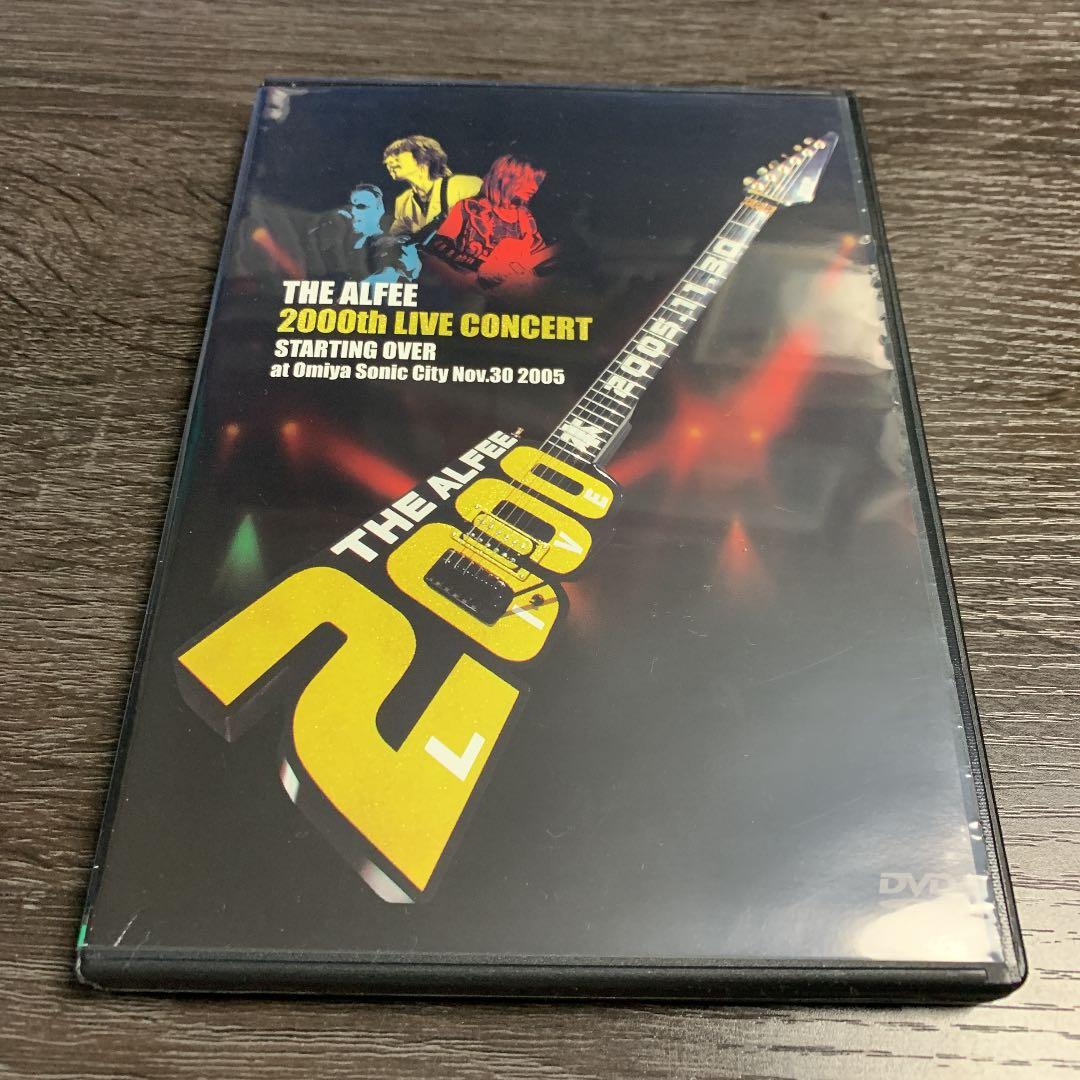 THE ALFEE
2000th LIVE CONCERT
STARTING OVER
at Omiya Sonic City Nov.30 2005
2005.11.30
THE ALFEE
2000
LIVE
DVD